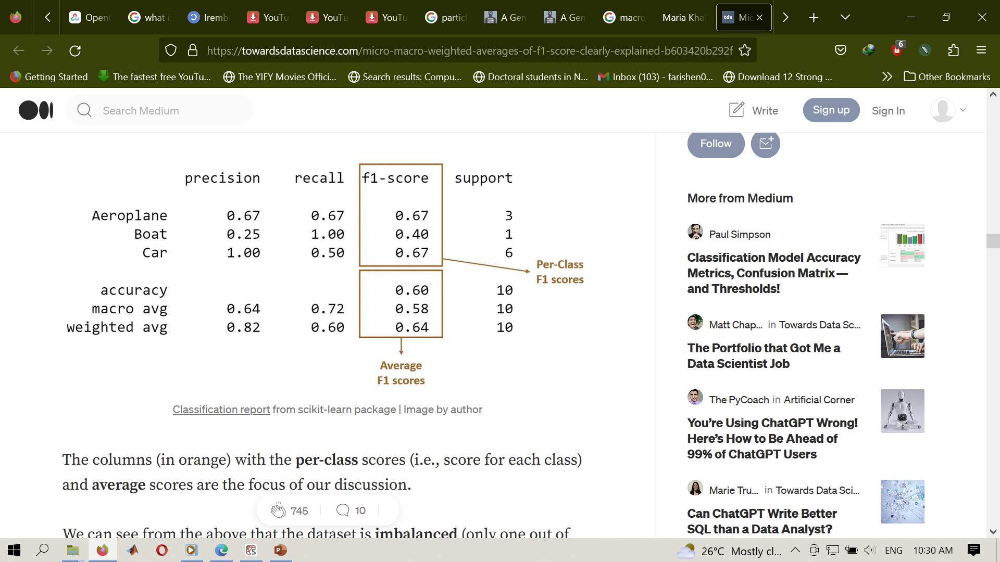 OpenC
what i
Iremb
YouTu
YouTu
YouTu
partic
A Gen
A Gen
macro
Maria Kha
tds Mic
https://towardsdatascience.com/micro-macro-weighted-averages-of-f1-score-clearly-explained-b603420b292f
6
Getting Started
The fastest free YouTu...
The YIFY Movies Offici...
Search results: Compu...
Doctoral students in N...
Inbox (103) - farishen0...
Download 12 Strong ...
Other Bookmarks
Search Medium
Write
Sign up
Sign In
precision recall f1-score support
Aeroplane 0.67 0.67 0.67 3
Boat 0.25 1.00 0.40 1
Car 1.00 0.50 0.67 6
accuracy 0.60 10
macro avg 0.64 0.72 0.58 10
weighted avg 0.82 0.60 0.64 10
Per-Class
F1 scores
Average
F1 scores
Classification report from scikit-learn package | Image by author
The columns (in orange) with the per-class scores (i.e., score for each class)
and average scores are the focus of our discussion.
745
10
We can see from the above that the dataset is imbalanced (only one out of
Follow
More from Medium
Paul Simpson
Classification Model Accuracy
Metrics, Confusion Matrix —
and Thresholds!
Matt Chap... in Towards Data Sc...
The Portfolio that Got Me a
Data Scientist Job
The PyCoach in Artificial Corner
You're Using ChatGPT Wrong!
Here's How to Be Ahead of
99% of ChatGPT Users
Marie Tru... in Towards Data Sci...
Can ChatGPT Write Better
SQL than a Data Analyst?
26°C Mostly cl...
ENG
10:30 AM